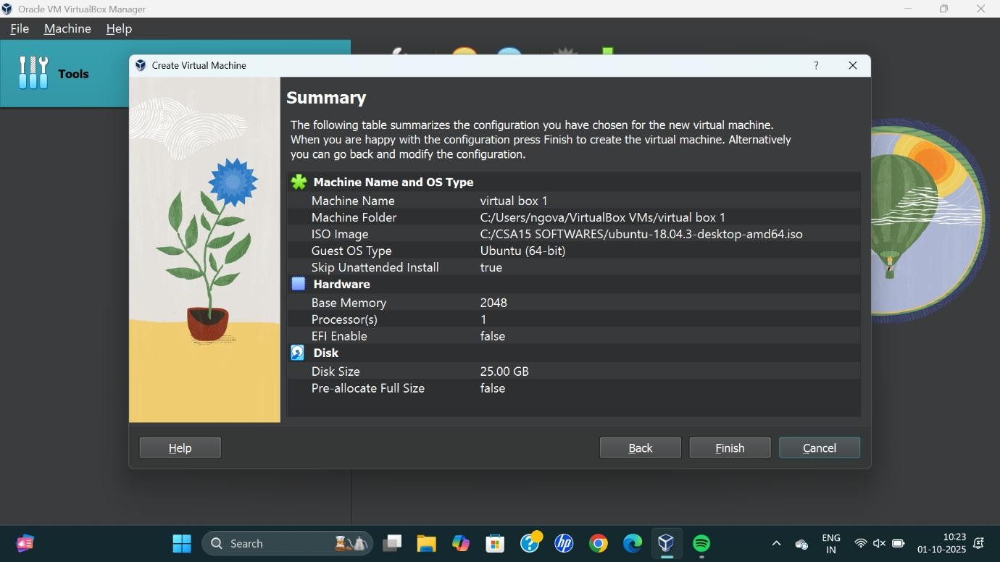 Oracle VM VirtualBox Manager
File Machine Help
Tools
Create Virtual Machine
?
Summary
The following table summarizes the configuration you have chosen for the new virtual machine.
When you are happy with the configuration press Finish to create the virtual machine. Alternatively
you can go back and modify the configuration.
Machine Name and OS Type
Machine Name virtual box 1
Machine Folder C:/Users/ngova/VirtualBox VMs/virtual box 1
ISO Image C:/CSA15 SOFTWARES/ubuntu-18.04.3-desktop-amd64.iso
Guest OS Type Ubuntu (64-bit)
Skip Unattended Install true
Hardware
Base Memory 2048
Processor(s) 1
EFI Enable false
Disk
Disk Size 25.00 GB
Pre-allocate Full Size false
Help Back Finish Cancel
Search
hp
ENG
IN
10:23
01-10-2025